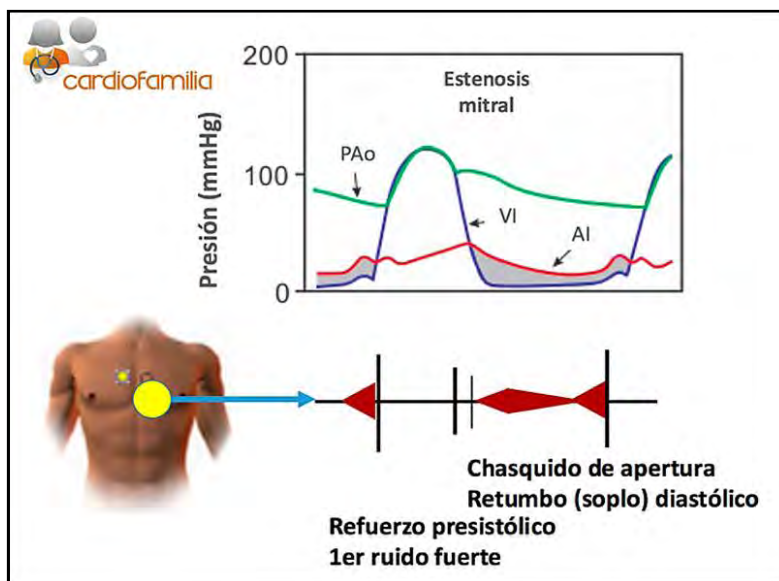 cardiofamilia
200
Estenosis
mitral
PAo
100
VI
AI
0
Presión (mmHg)
Chasquido de apertura
Retumbo (soplo) diastólico
Refuerzo presistólico
1er ruido fuerte